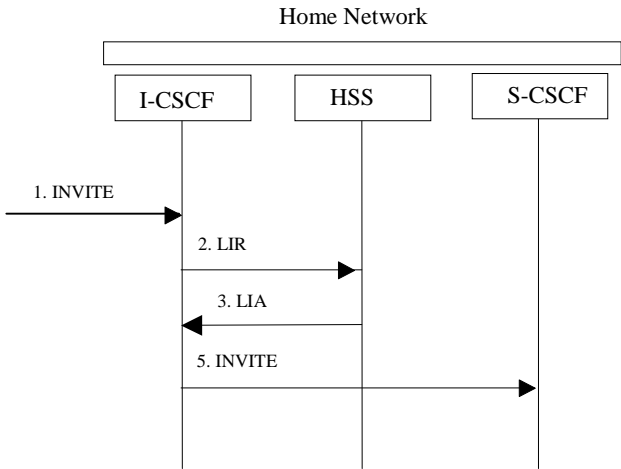 Home Network
I-CSCF
HSS
S-CSCF
1. INVITE
2. LIR
3. LIA
5. INVITE